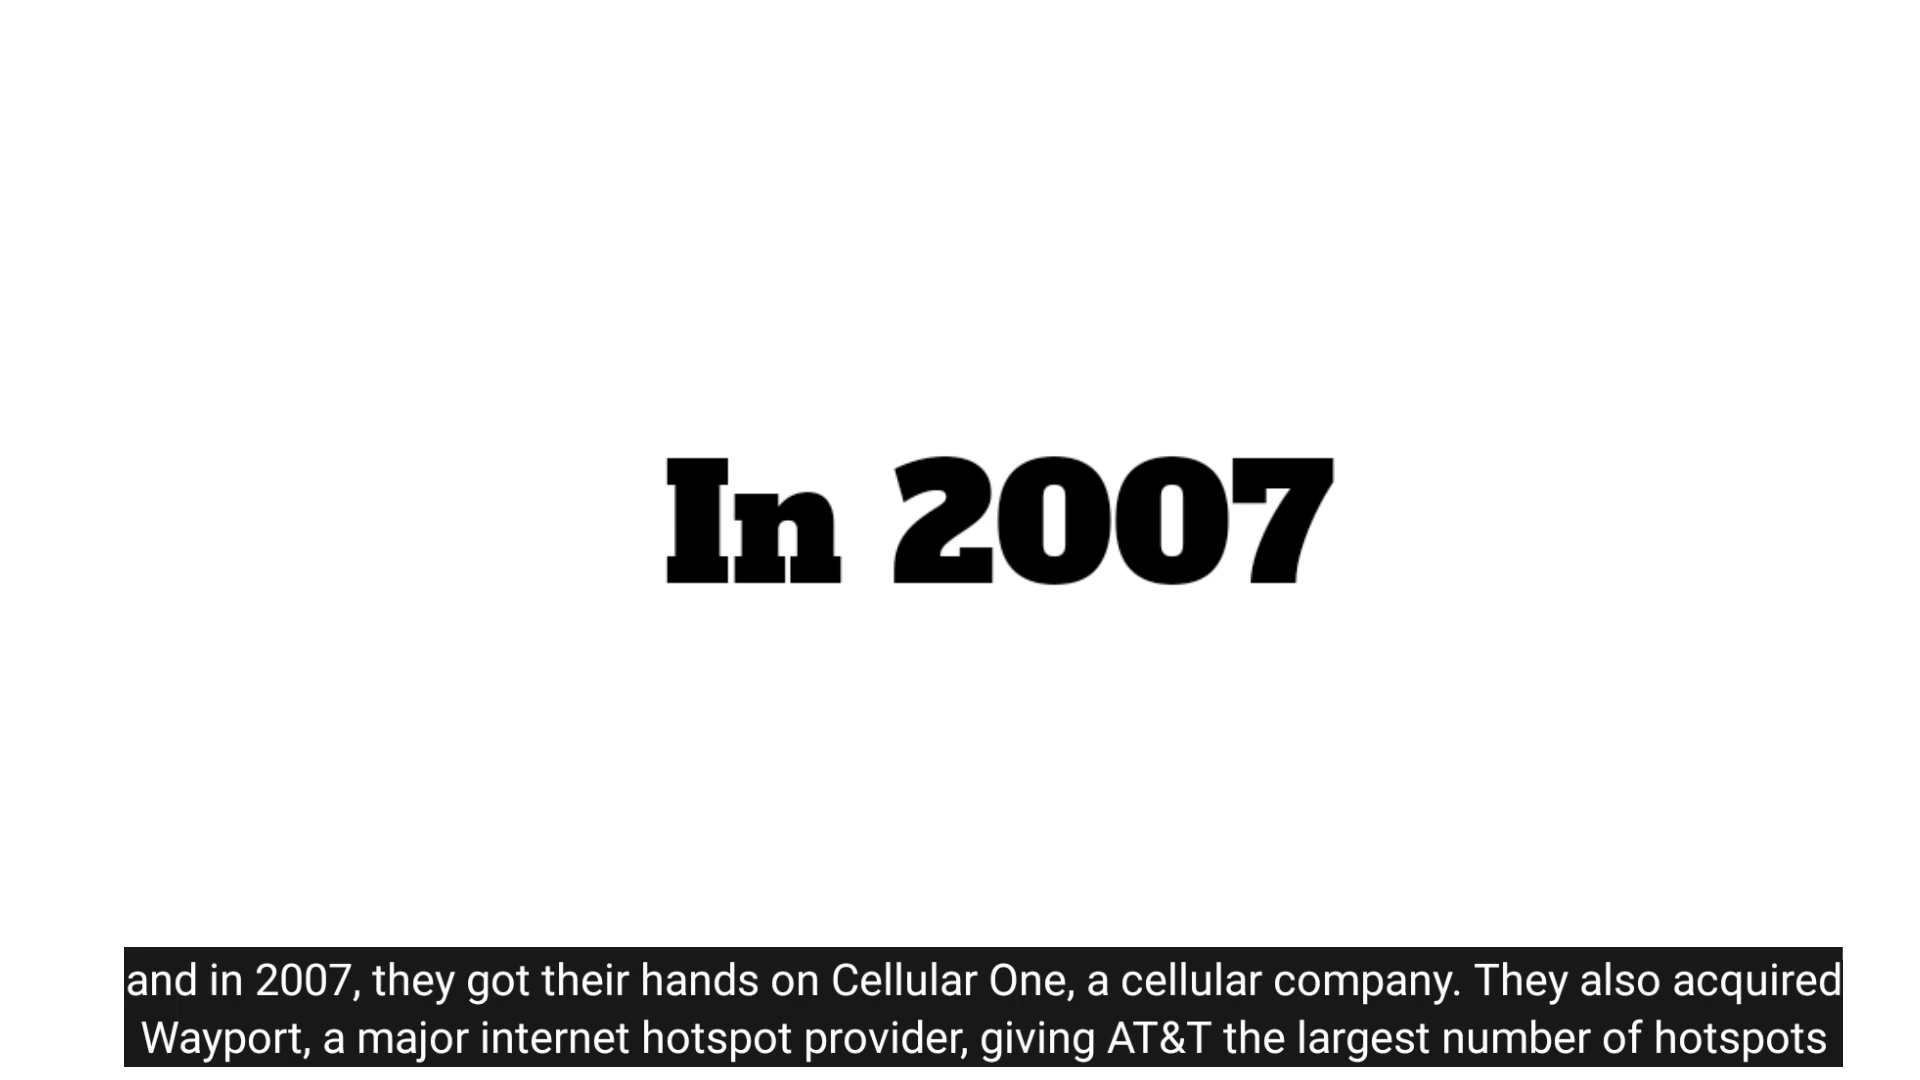 In 2007
and in 2007, they got their hands on Cellular One, a cellular company. They also acquired
Wayport, a major internet hotspot provider, giving AT&T the largest number of hotspots